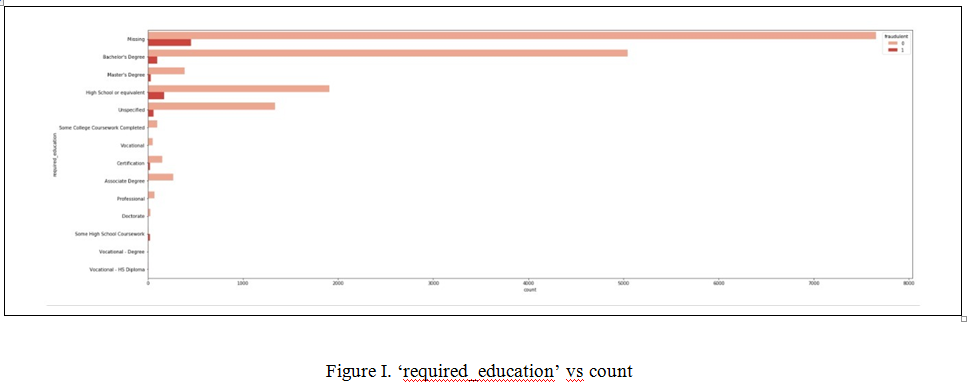 fraudulent
0
1
Missing
Bachelor's Degree
Master's Degree
High School or equivalent
Unspecified
Some College Coursework Completed
Vocational
Certification
Associate Degree
Professional
Doctorate
Some High School Coursework
Vocational - Degree
Vocational - HS Diploma
required_education
0 1000 2000 3000 4000 5000 6000 7000 8000
count
Figure I. ‘required_education’ vs count